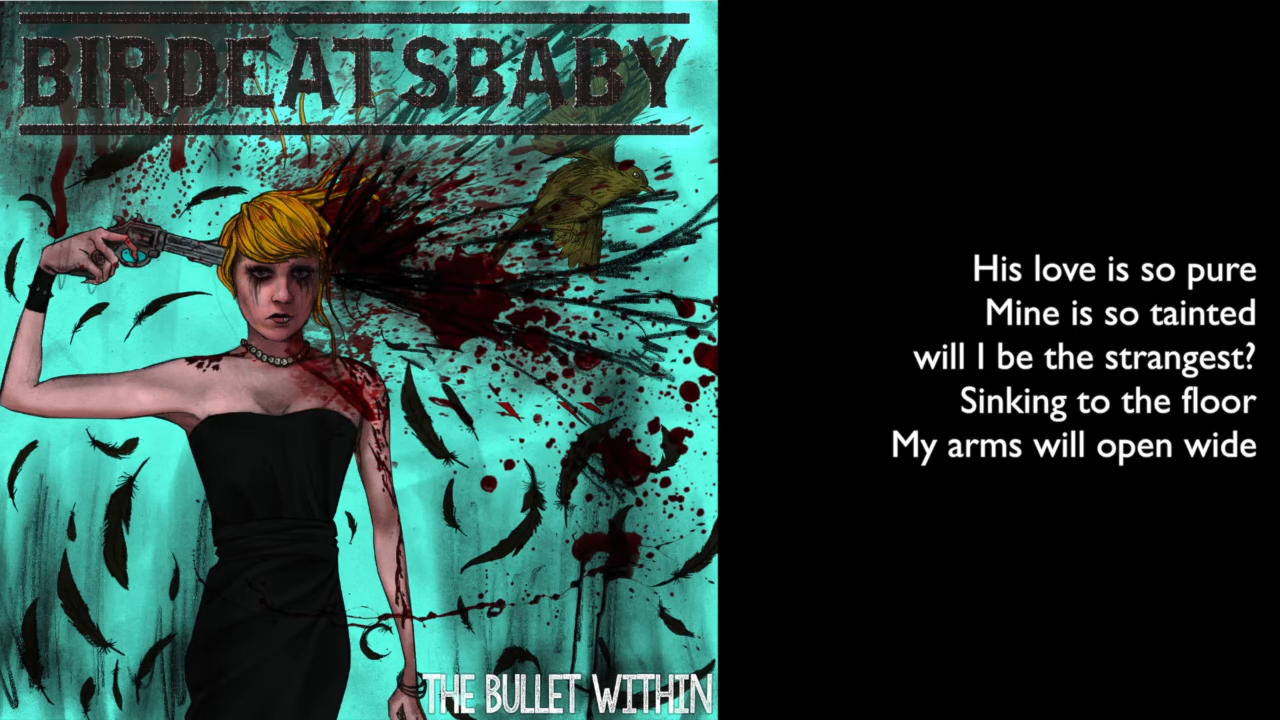 BIRDEATSBABY
THE BULLET WITHIN
His love is so pure
Mine is so tainted
will I be the strangest?
Sinking to the floor
My arms will open wide